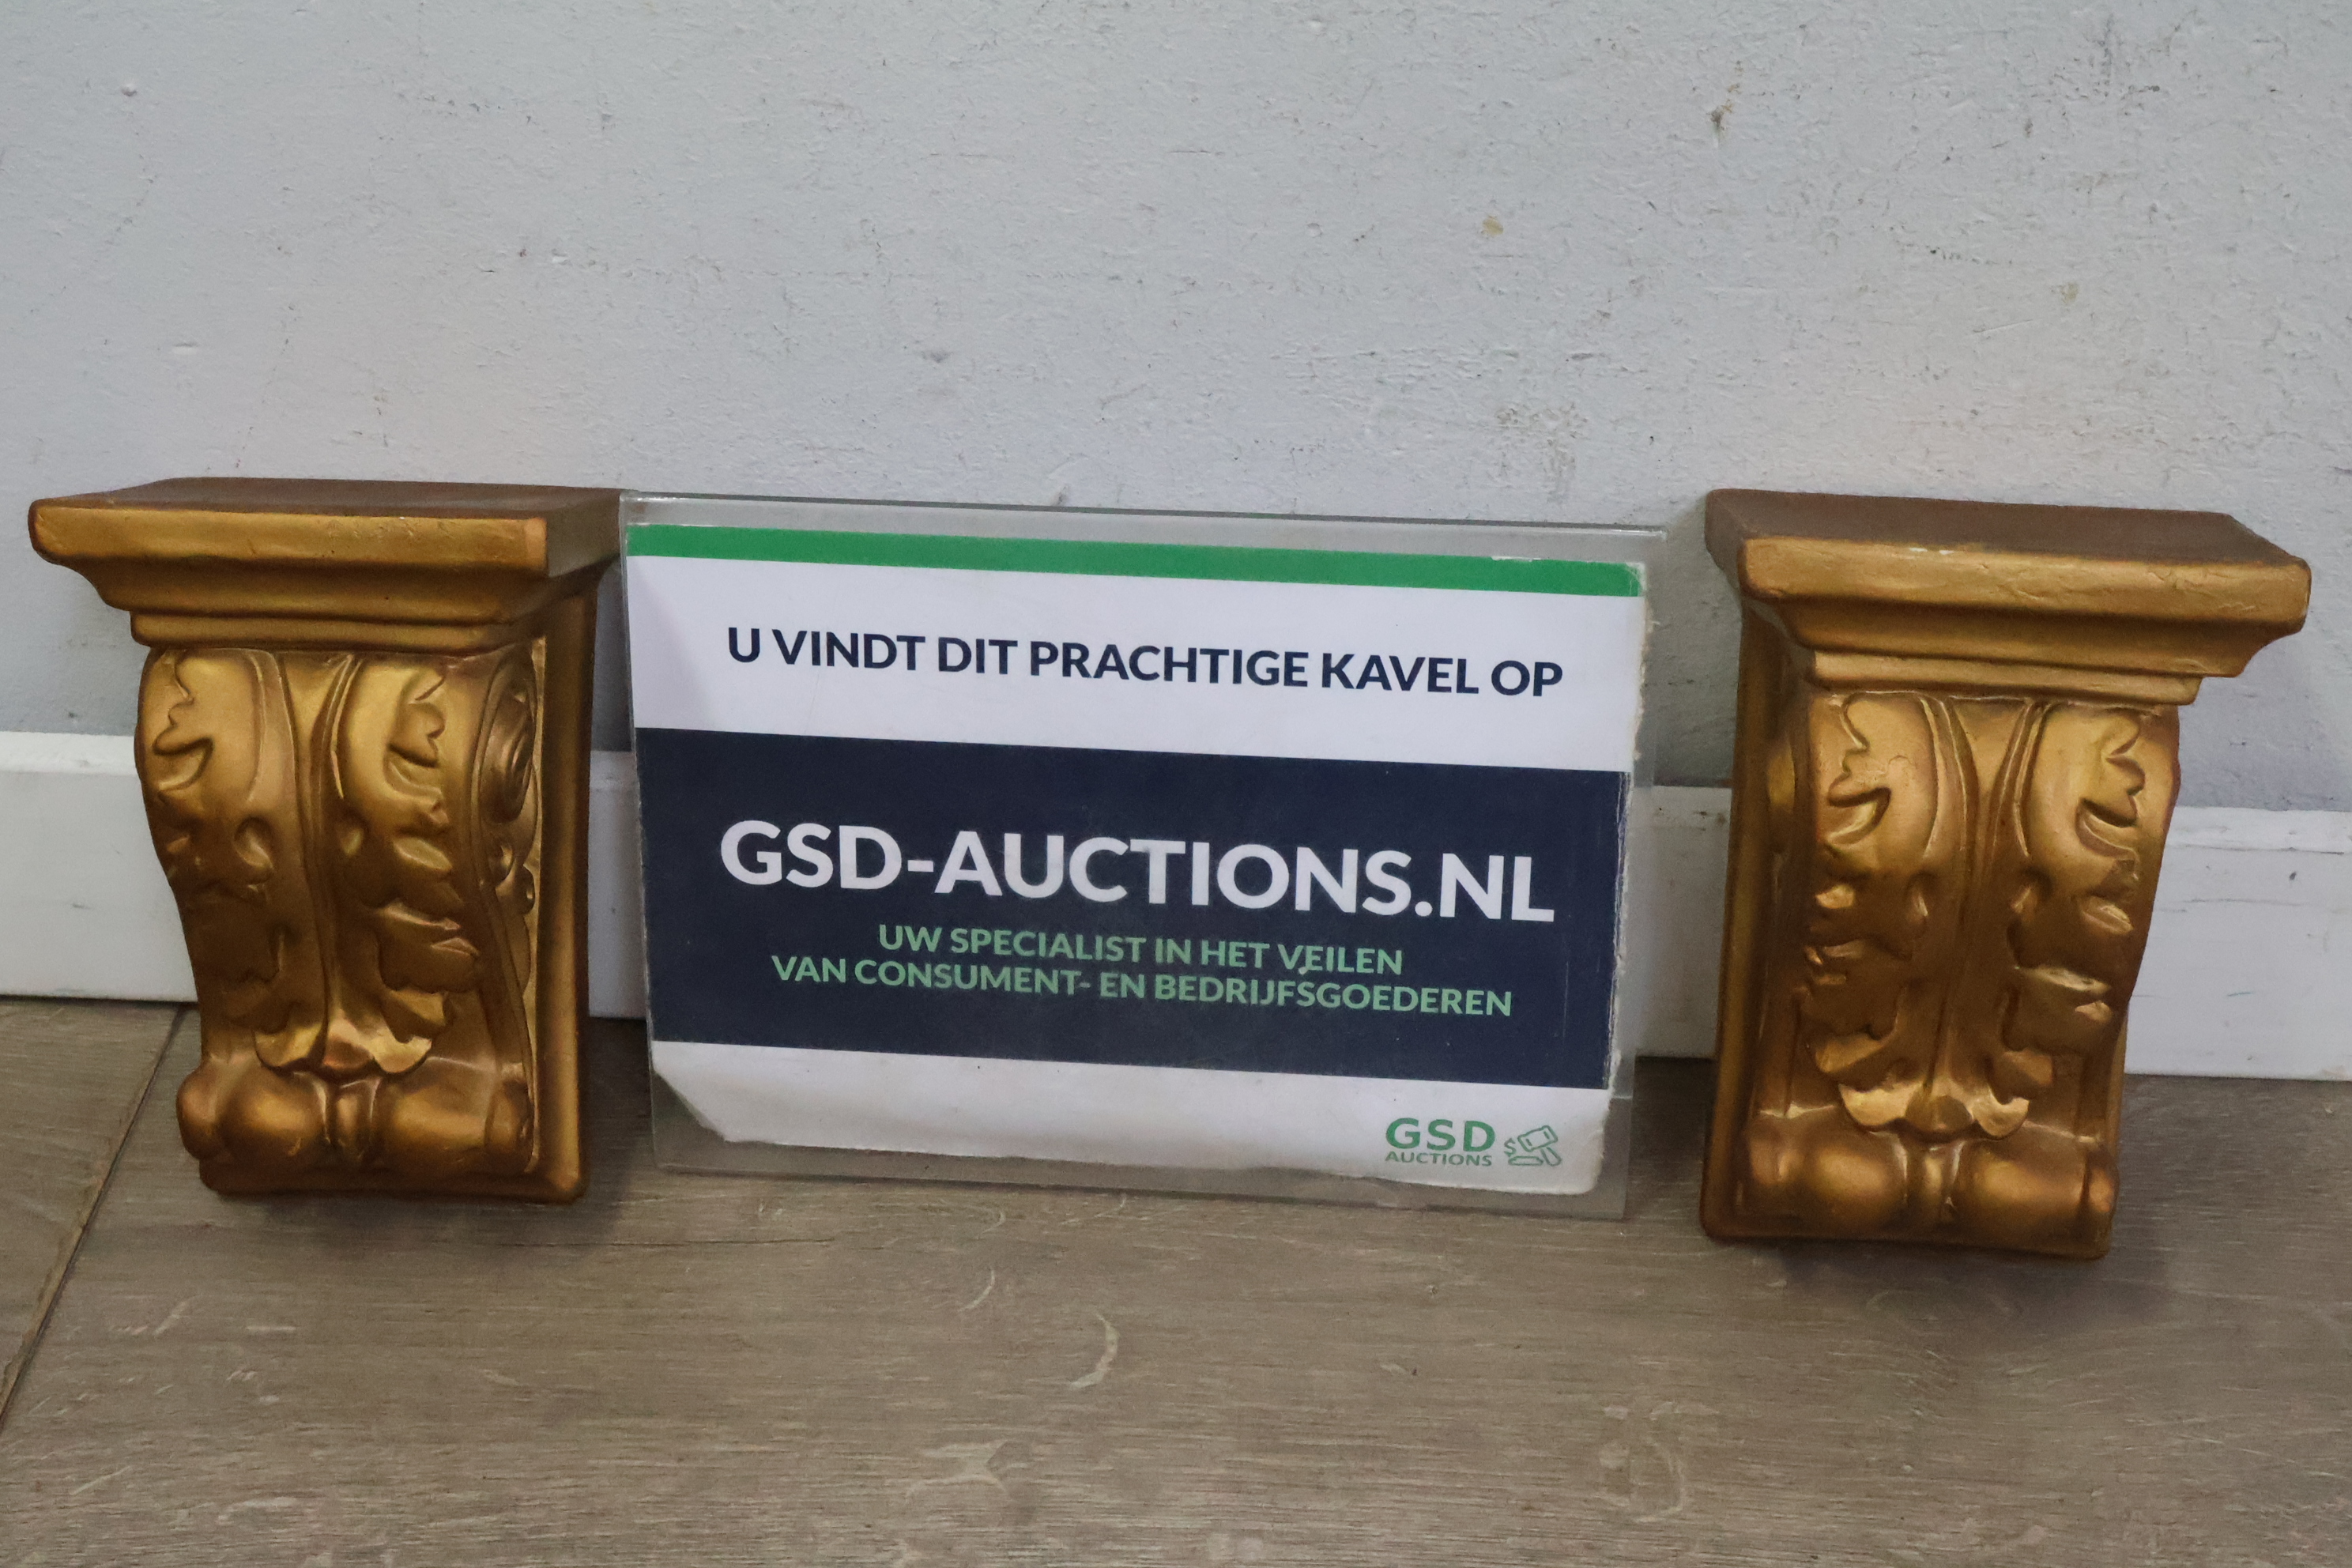 U VINDT DIT PRACHTIGE KAVEL OP
GSD-AUCTIONS.NL
UW SPECIALIST IN HET VEILEN
VAN CONSUMENT- EN BEDRIJFSGOEDEREN
GSD
AUCTIONS